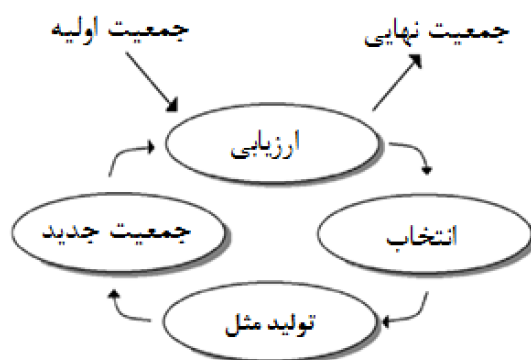 جمعیت اولیه
جمعیت نهایی
ارزیابی
انتخاب
تولید مثل
جمعیت جدید